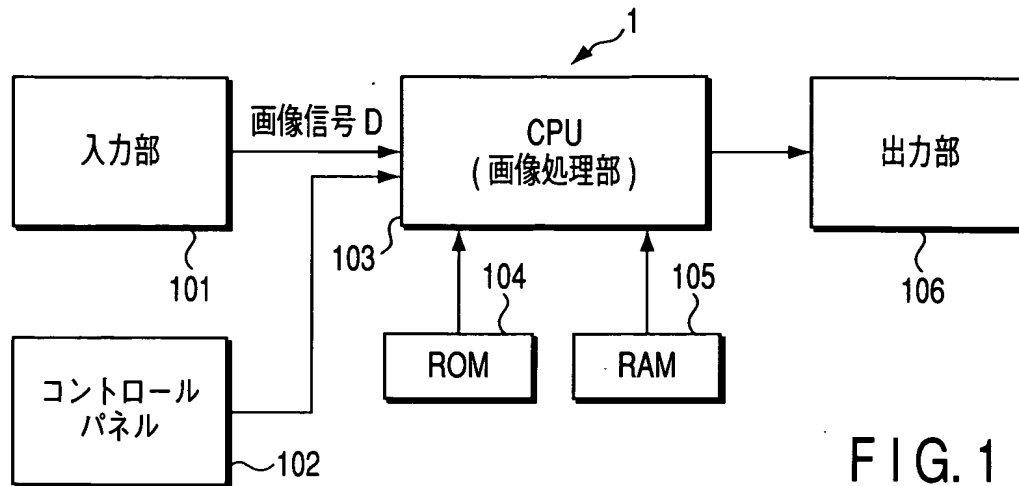 1
入力部
画像信号 D
CPU
( 画像処理部 )
出力部
101
103
104
105
106
ROM
RAM
コントロール
パネル
102
FIG. 1